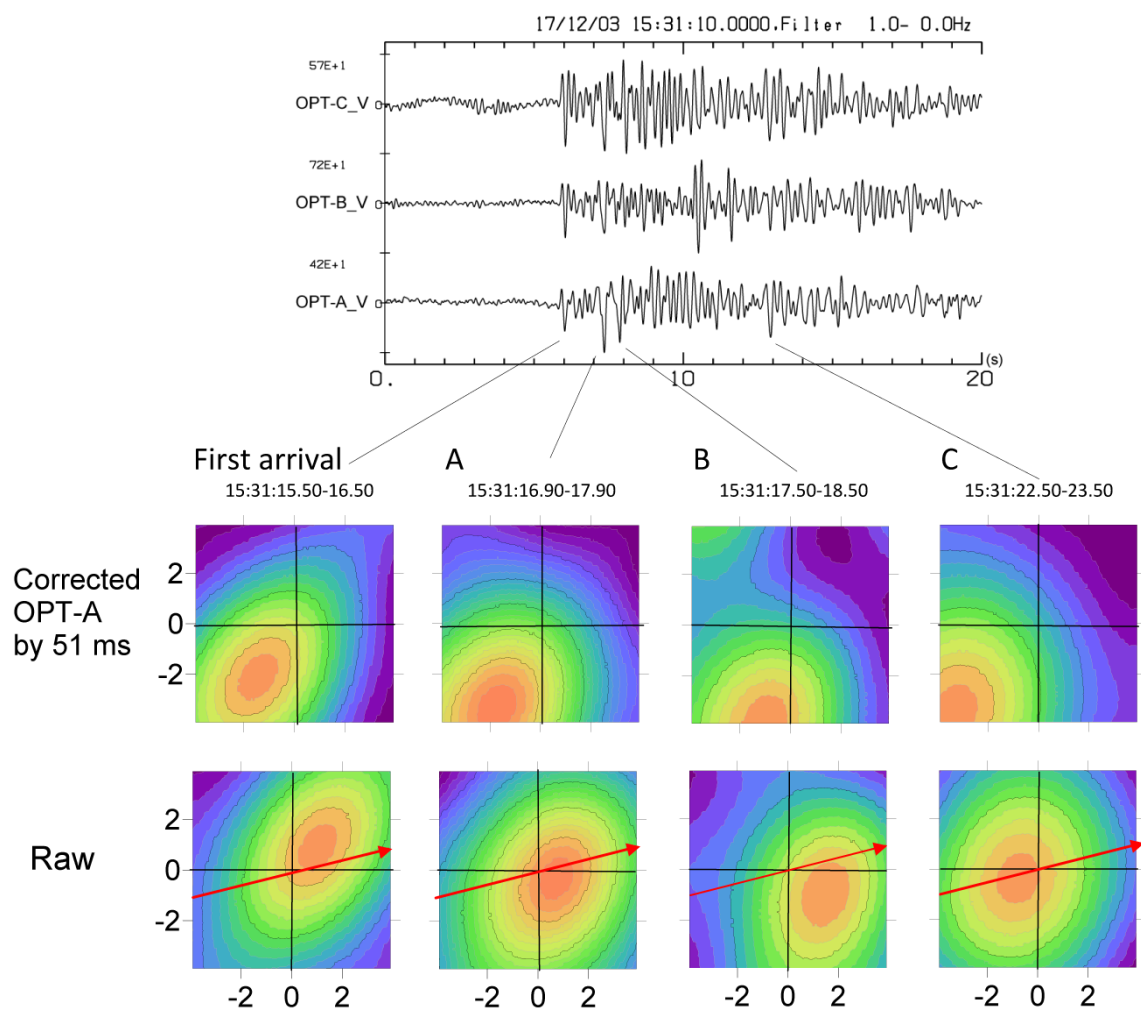 17/12/03 15:31:10.0000.Filter 1.0- 0.0Hz
57E+1
OPT-C_V 0
72E+1
OPT-B_V 0
42E+1
OPT-A_V 0
(s)
0. 10 20
First arrival A B C
15:31:15.50-16.50 15:31:16.90-17.90 15:31:17.50-18.50 15:31:22.50-23.50
Corrected
OPT-A
by 51 ms
2
0
-2
Raw
2
0
-2
-2 0 2 -2 0 2 -2 0 2 -2 0 2